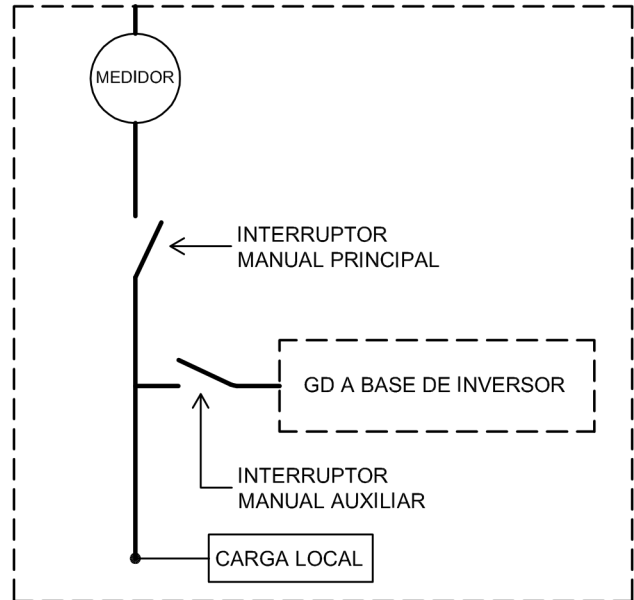 MEDIDOR
INTERRUPTOR
MANUAL PRINCIPAL
GD A BASE DE INVERSOR
INTERRUPTOR
MANUAL AUXILIAR
CARGA LOCAL